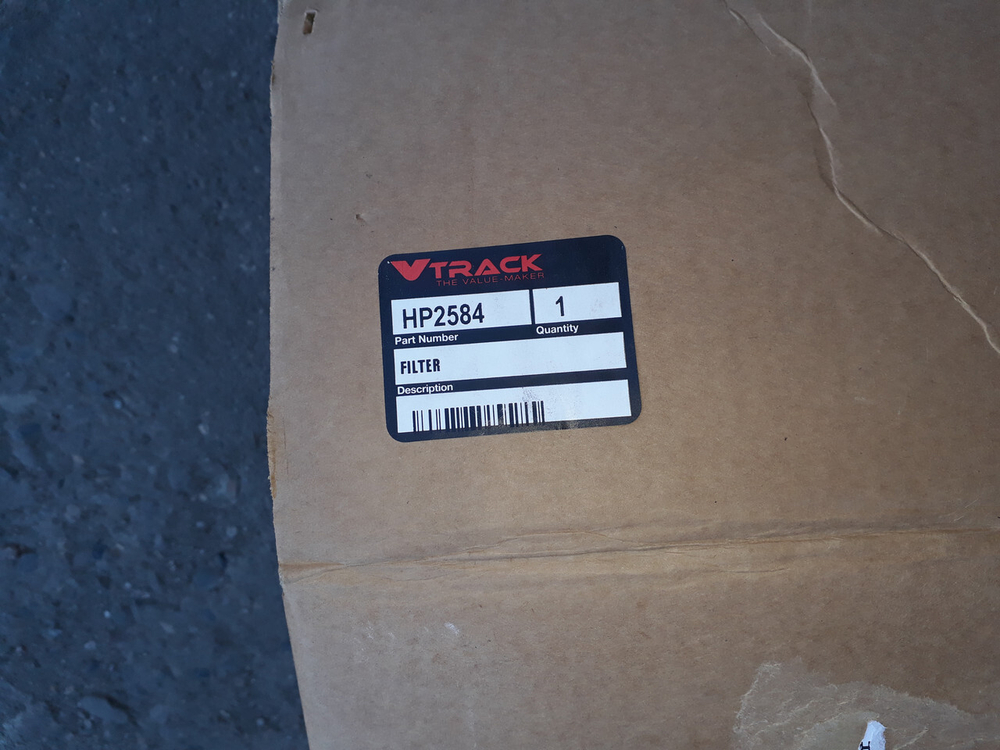 VTRACK
THE VALUE-MAKER
HP2584 1
Part Number Quantity
FILTER
Description